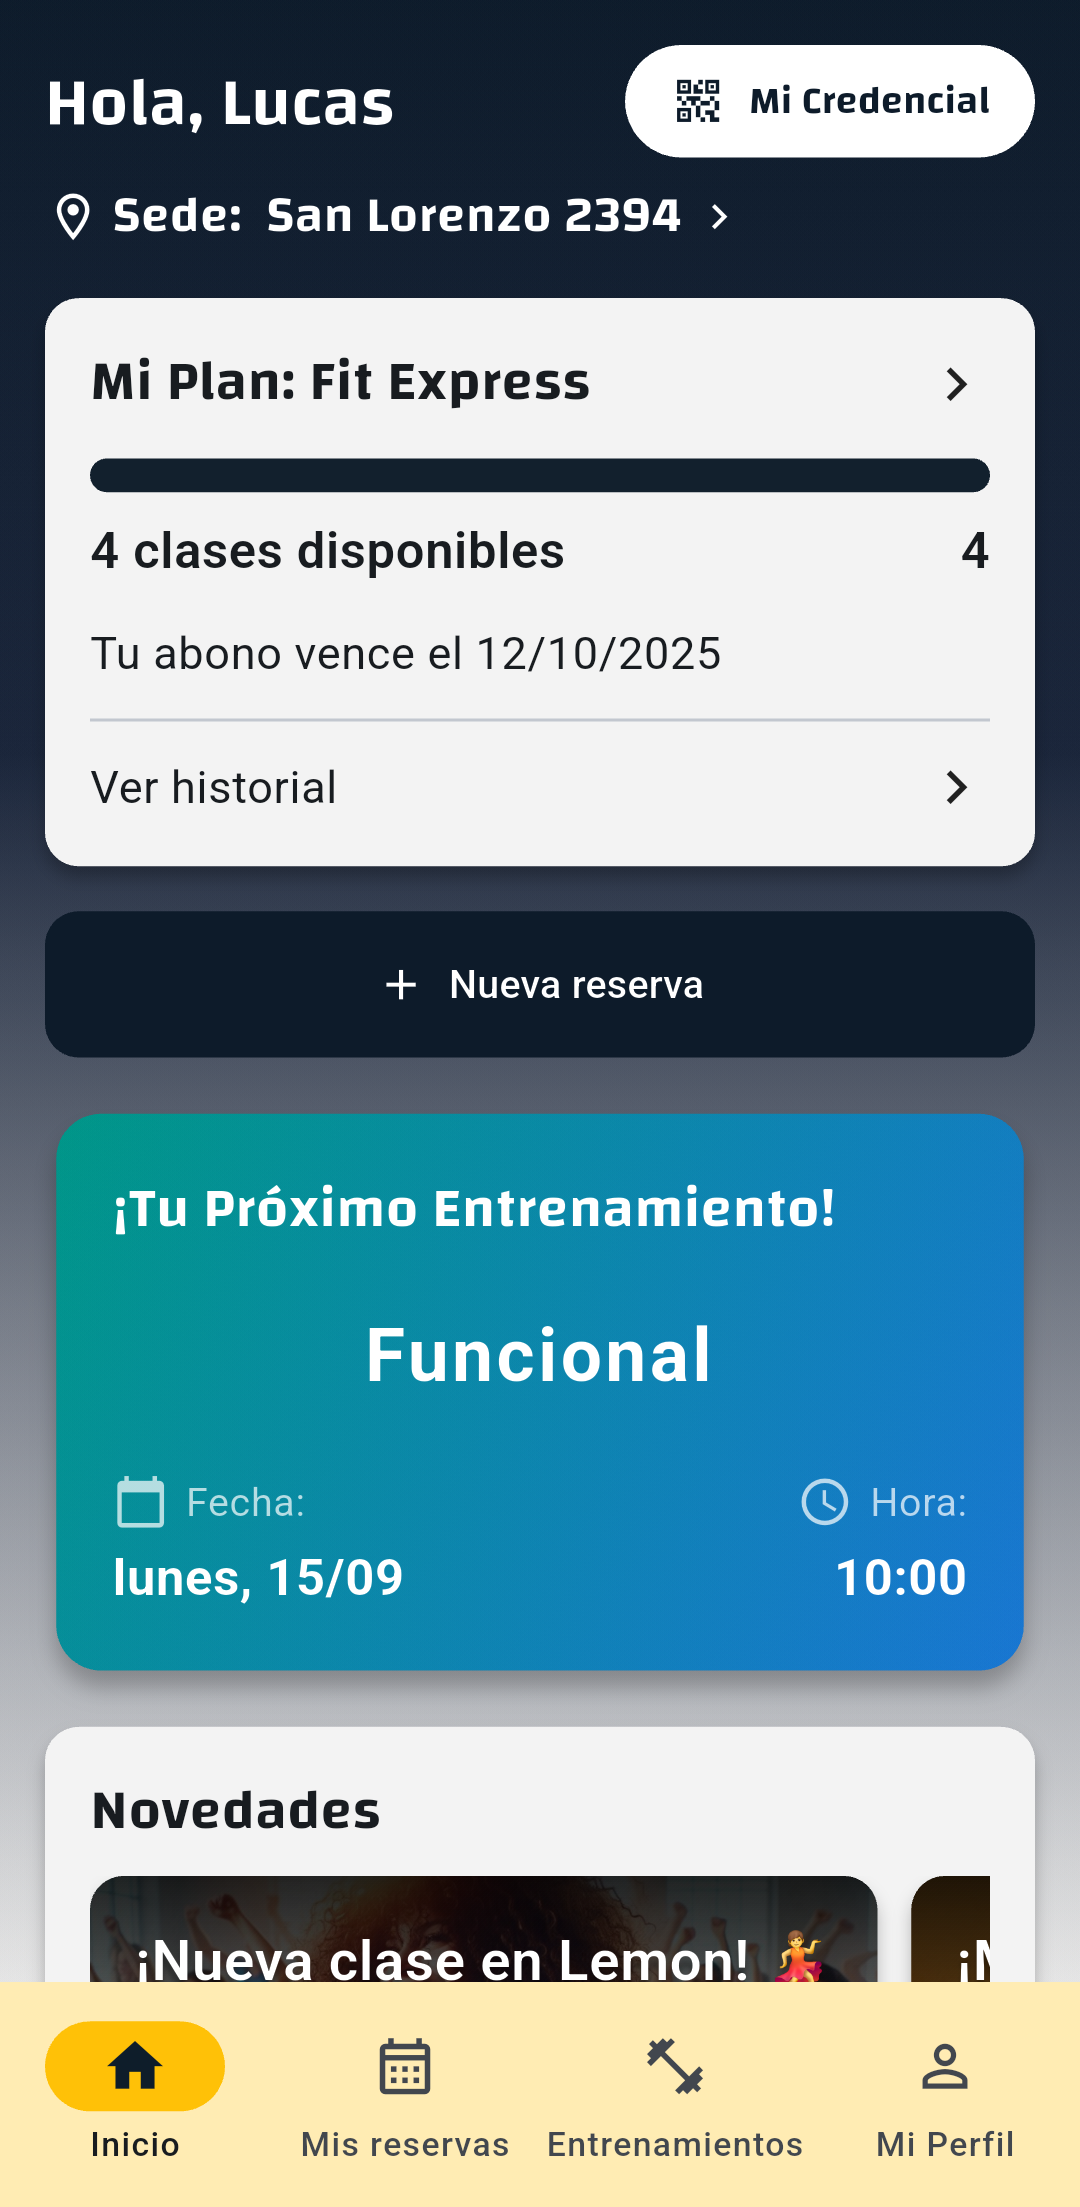 Hola, Lucas
Mi Credencial
Sede: San Lorenzo 2394
Mi Plan: Fit Express
4 clases disponibles 4
Tu abono vence el 12/10/2025
Ver historial
Nueva reserva
¡Tu Próximo Entrenamiento!
Funcional
Fecha: Hora:
lunes, 15/09 10:00
Novedades
¡Nueva clase en Lemon! 💃
Inicio Mis reservas Entrenamientos Mi Perfil